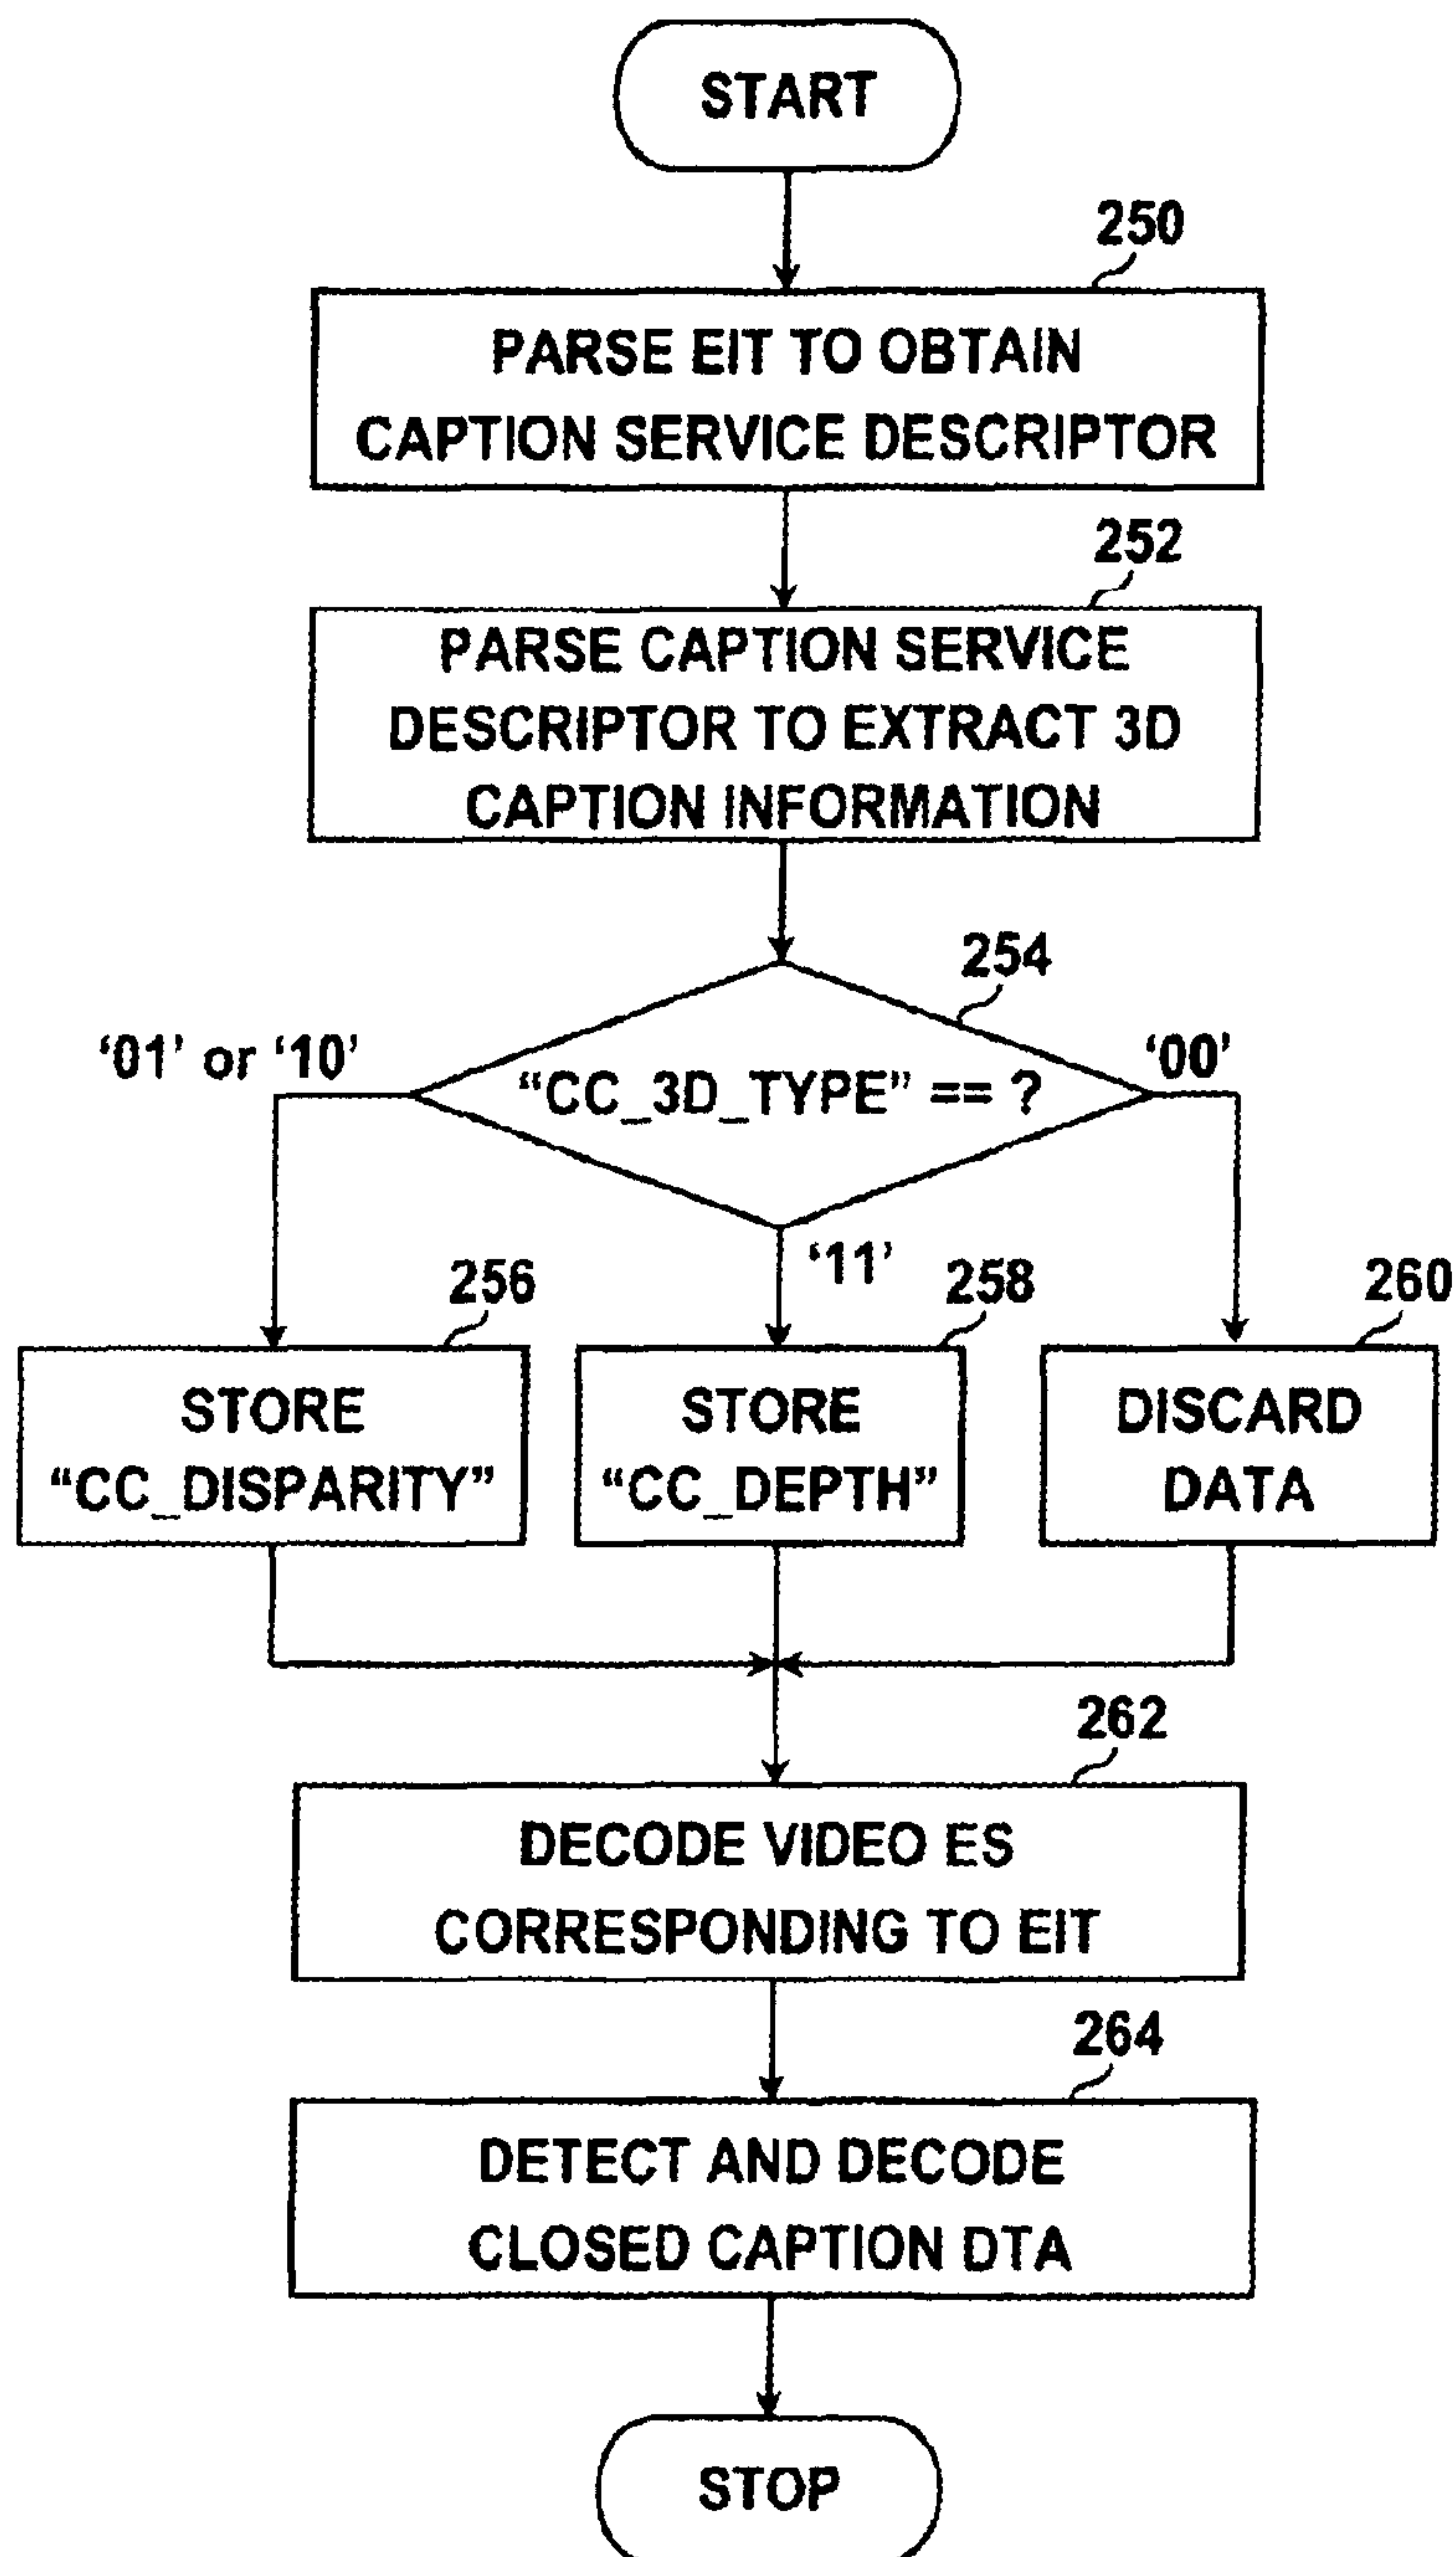 START
250
PARSE EIT TO OBTAIN
CAPTION SERVICE DESCRIPTOR
252
PARSE CAPTION SERVICE
DESCRIPTOR TO EXTRACT 3D
CAPTION INFORMATION
254
‘01’ or ‘10’
“CC_3D_TYPE” == ?
‘00’
‘11’
256
STORE
“CC_DISPARITY”
258
STORE
“CC_DEPTH”
260
DISCARD
DATA
262
DECODE VIDEO ES
CORRESPONDING TO EIT
264
DETECT AND DECODE
CLOSED CAPTION DTA
STOP